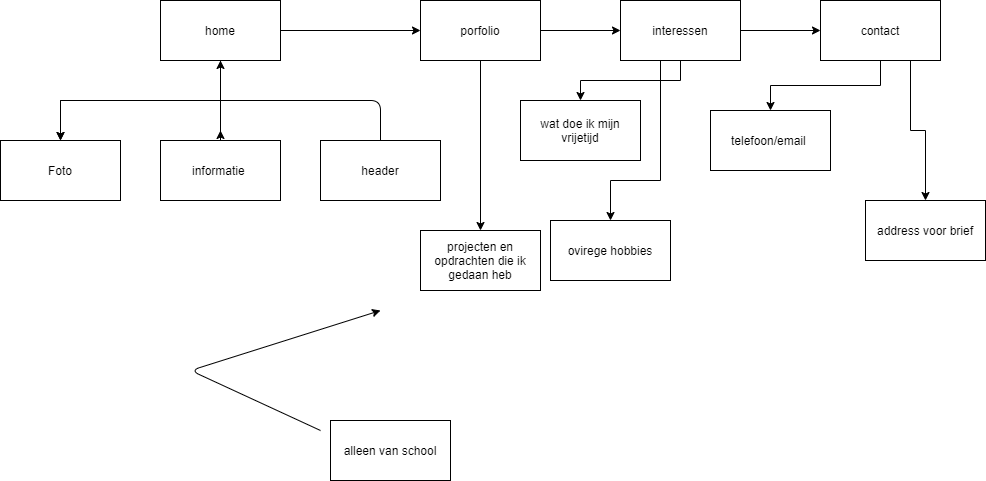 home
porfolio
interessen
contact
wat doe ik mijn
vrijetijd
telefoon/email
Foto
informatie
header
address voor brief
projecten en
opdrachten die ik
gedaan heb
ovirege hobbies
alleen van school